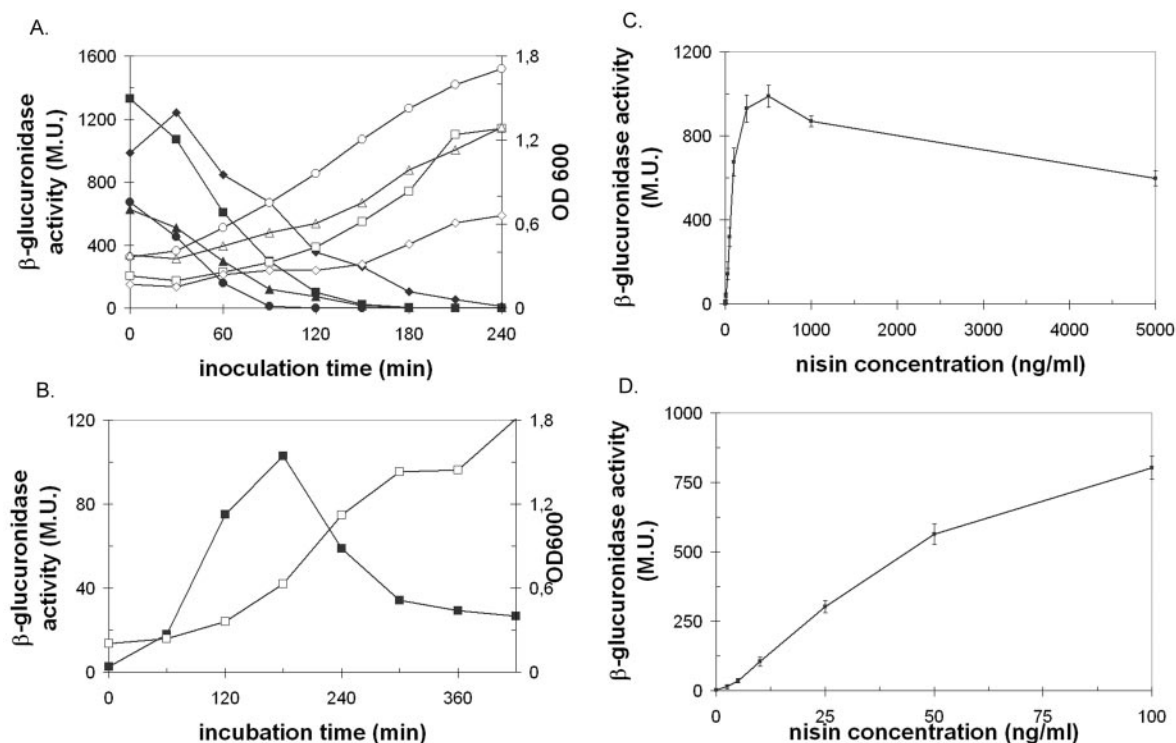 A.
β-glucuronidase
activity (M.U.)
1600
1200
800
400
0
1.8
1,2
0,6
0
OD 600
0 60 120 180 240
inoculation time (min)
B.
β-glucuronidase
activity (M.U.)
120
80
40
0
1.8
1,2
0,6
0
OD600
0 120 240 360
incubation time (min)
C.
β-glucuronidase activity
(M.U.)
1200
900
600
300
0
0 1000 2000 3000 4000 5000
nisin concentration (ng/ml)
D.
β-glucuronidase activity
(M.U.)
1000
750
500
250
0
0 25 50 75 100
nisin concentration (ng/ml)